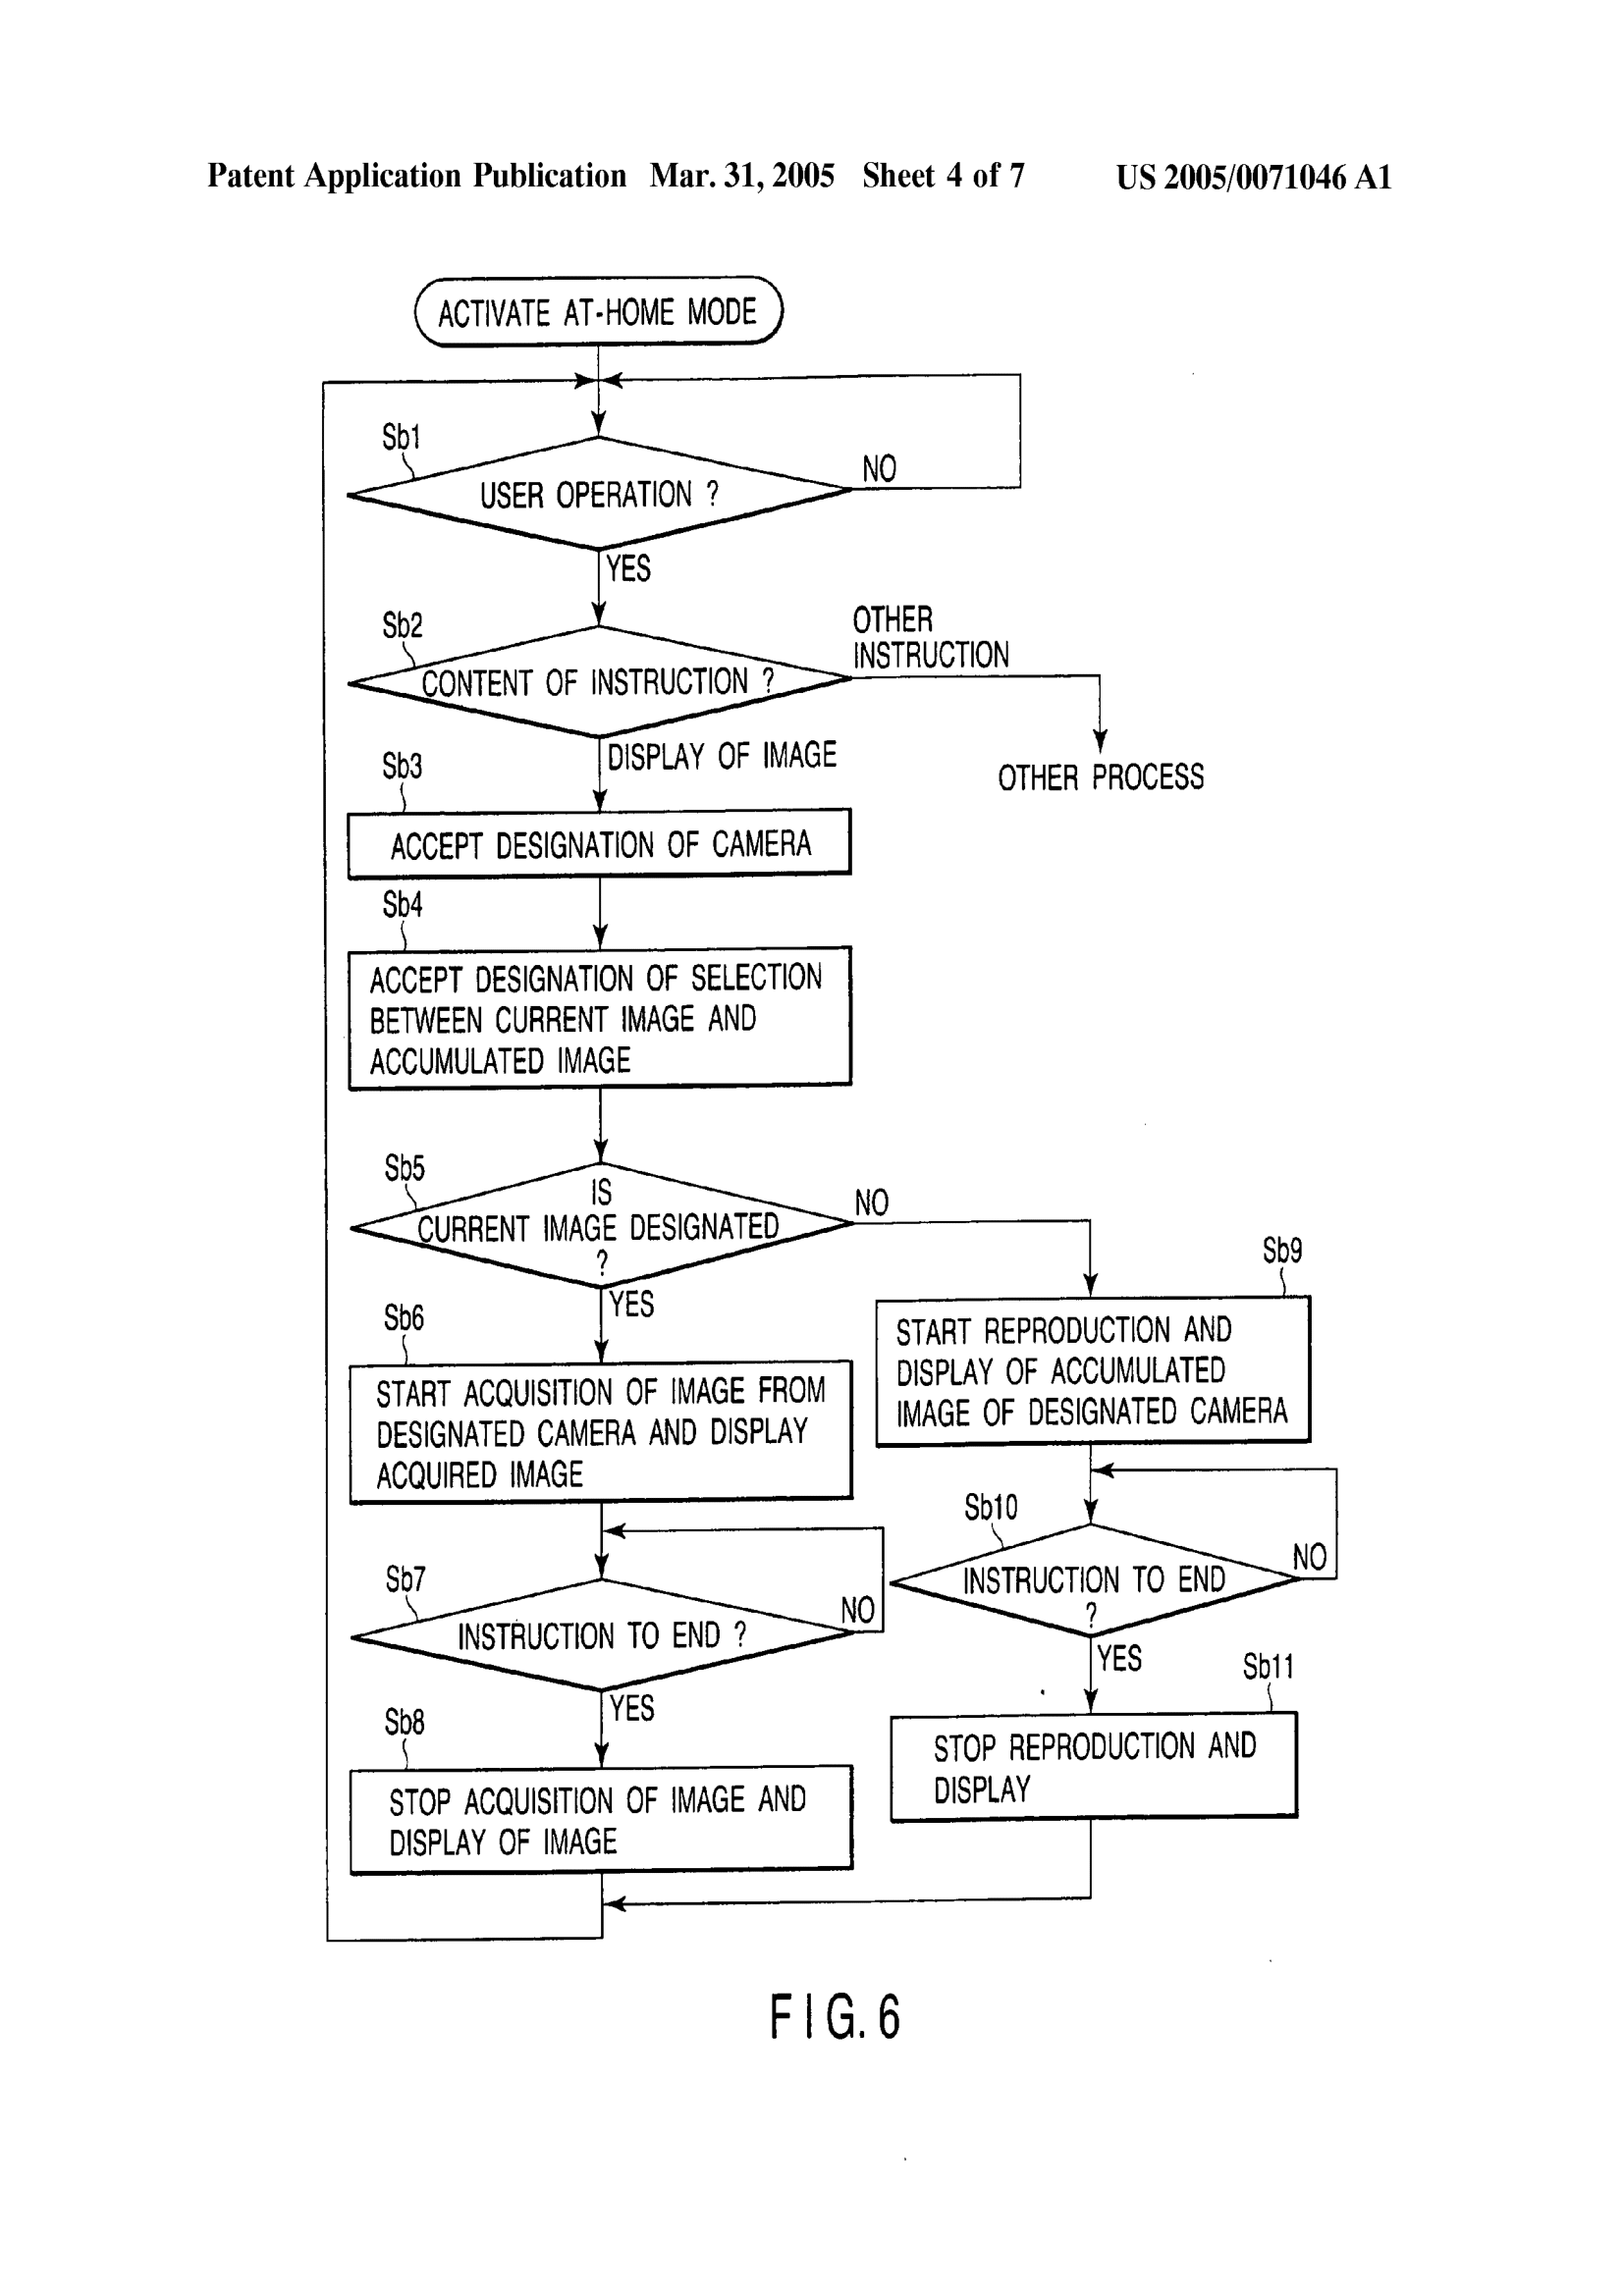 Patent Application Publication Mar. 31, 2005 Sheet 4 of 7 US 2005/0071046 A1
ACTIVATE AT-HOME MODE
Sb1
USER OPERATION ?
NO
YES
Sb2
CONTENT OF INSTRUCTION ?
OTHER
INSTRUCTION
OTHER PROCESS
DISPLAY OF IMAGE
Sb3
ACCEPT DESIGNATION OF CAMERA
Sb4
ACCEPT DESIGNATION OF SELECTION
BETWEEN CURRENT IMAGE AND
ACCUMULATED IMAGE
Sb5
IS
CURRENT IMAGE DESIGNATED
?
NO
YES
Sb6
START ACQUISITION OF IMAGE FROM
DESIGNATED CAMERA AND DISPLAY
ACQUIRED IMAGE
Sb7
INSTRUCTION TO END ?
NO
YES
Sb8
STOP ACQUISITION OF IMAGE AND
DISPLAY OF IMAGE
Sb9
START REPRODUCTION AND
DISPLAY OF ACCUMULATED
IMAGE OF DESIGNATED CAMERA
Sb10
INSTRUCTION TO END
?
NO
YES
Sb11
STOP REPRODUCTION AND
DISPLAY
FIG. 6